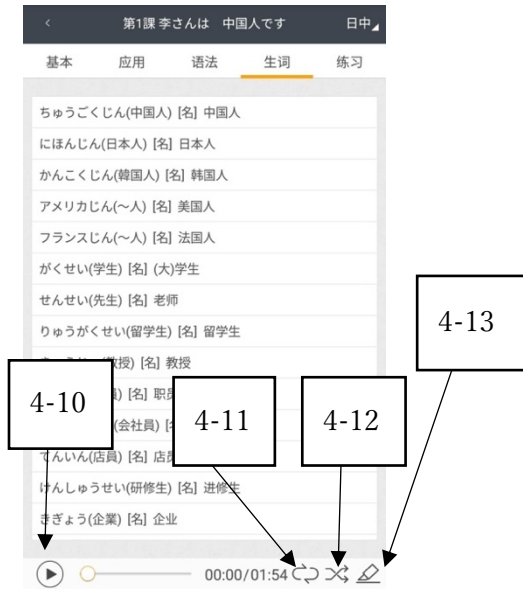 第1課 李さんは 中国人です 日中
基本 应用 语法 生词 练习
ちゅうごくじん(中国人) [名] 中国人
にほんじん(日本人) [名] 日本人
かんこくじん(韓国人) [名] 韩国人
アメリカじん(～人) [名] 美国人
フランスじん(～人) [名] 法国人
がくせい(学生) [名] (大)学生
せんせい(先生) [名] 老师
りゅうがくせい(留学生) [名] 留学生
教授) [名] 教授
4-13
4-10
) [名] 职员
(会社員)
4-11
4-12
てんいん(店員) [名] 店员
けんしゅうせい(研修生) [名] 进修生
きぎょう(企業) [名] 企业
00:00/01:54